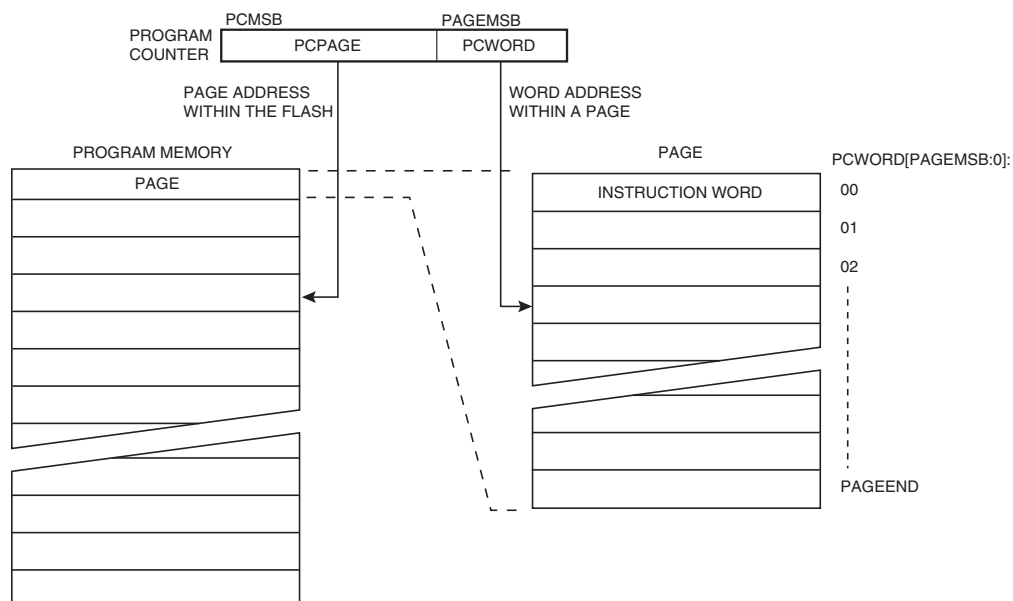 PCMSB
PAGEMSB
PROGRAM
COUNTER
PCPAGE
PCWORD
PAGE ADDRESS
WITHIN THE FLASH
WORD ADDRESS
WITHIN A PAGE
PROGRAM MEMORY
PAGE
PAGE
PCWORD[PAGEMSB:0]:
INSTRUCTION WORD
00
01
02
PAGEEND